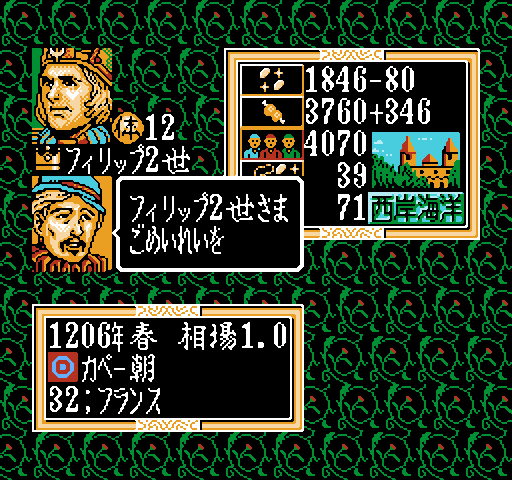 体12
フィリップ2世
1846-80
3760+346
4070
39
71 西岸海洋
フィリップ2世さま
ごめいれいを
1206年春 相場1.0
カペー朝
32;フランス